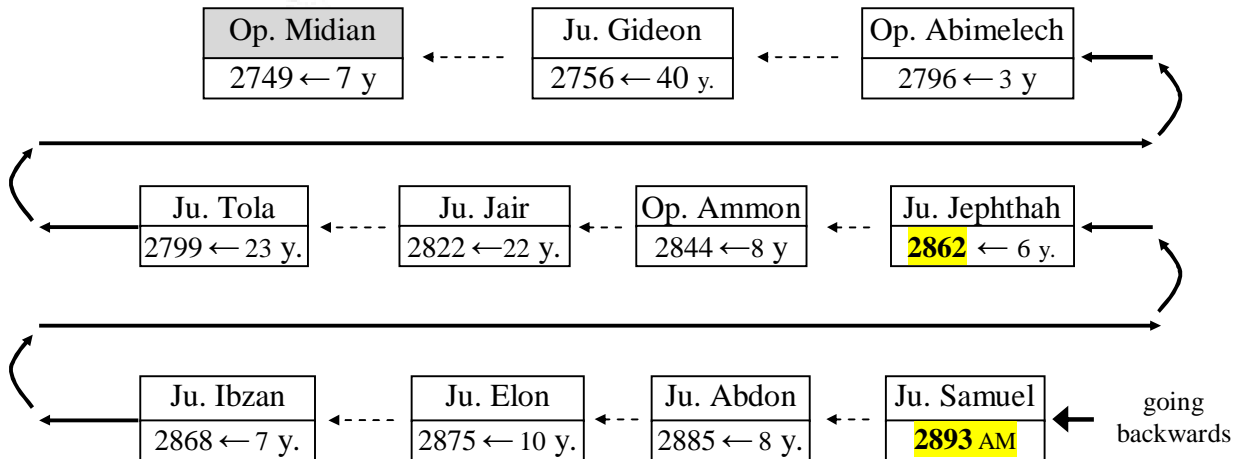 Op. Midian
2749 ← 7 y
Ju. Gideon
2756 ← 40 y.
Op. Abimelech
2796 ← 3 y
Ju. Tola
2799 ← 23 y.
Ju. Jair
2822 ← 22 y.
Op. Ammon
2844 ← 8 y
Ju. Jephthah
2862 ← 6 y.
Ju. Ibzan
2868 ← 7 y.
Ju. Elon
2875 ← 10 y.
Ju. Abdon
2885 ← 8 y.
Ju. Samuel
2893 AM
going
backwards